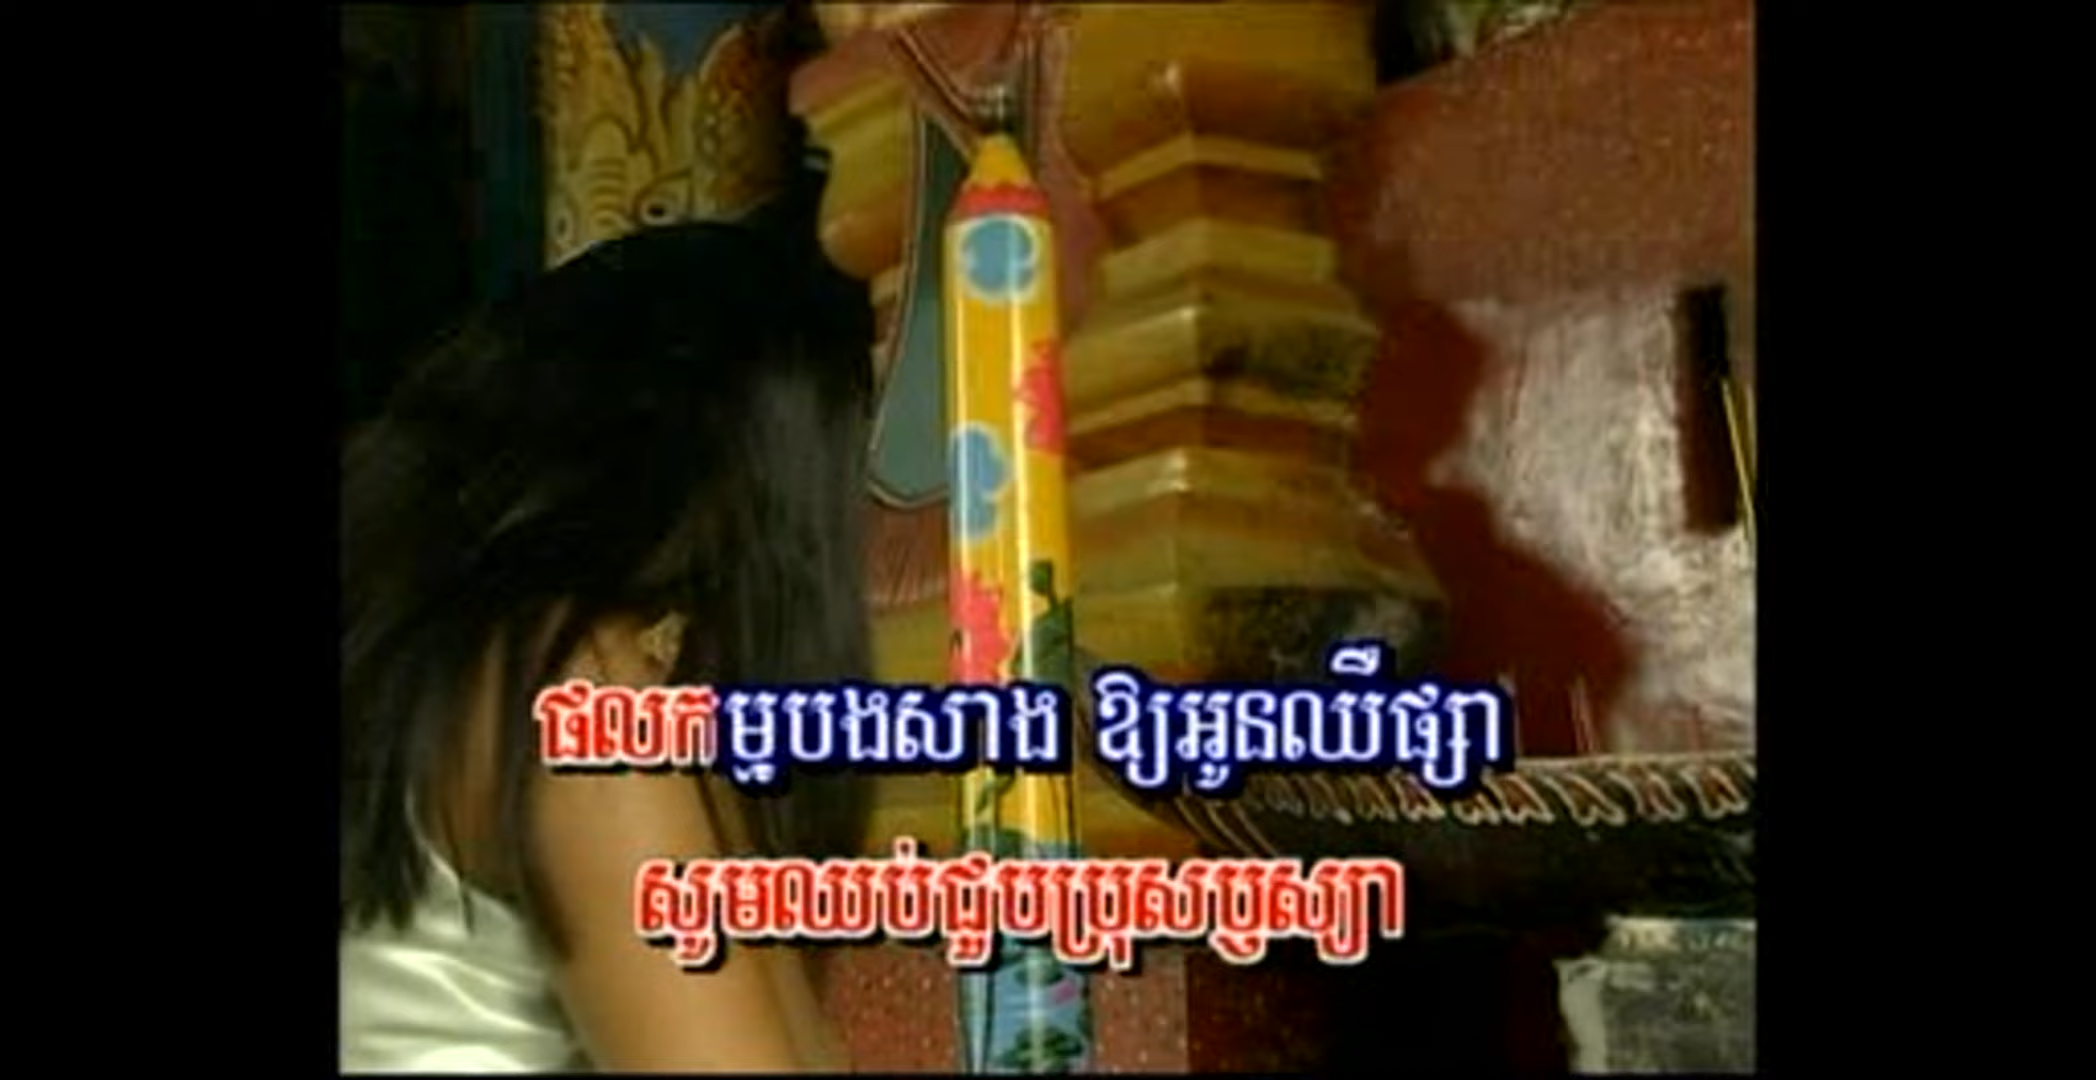 ផលកម្មបងសាង ឱ្យអូនឈឺផ្សា
សូមឈប់ជួបប្រុសប្ញស្យា